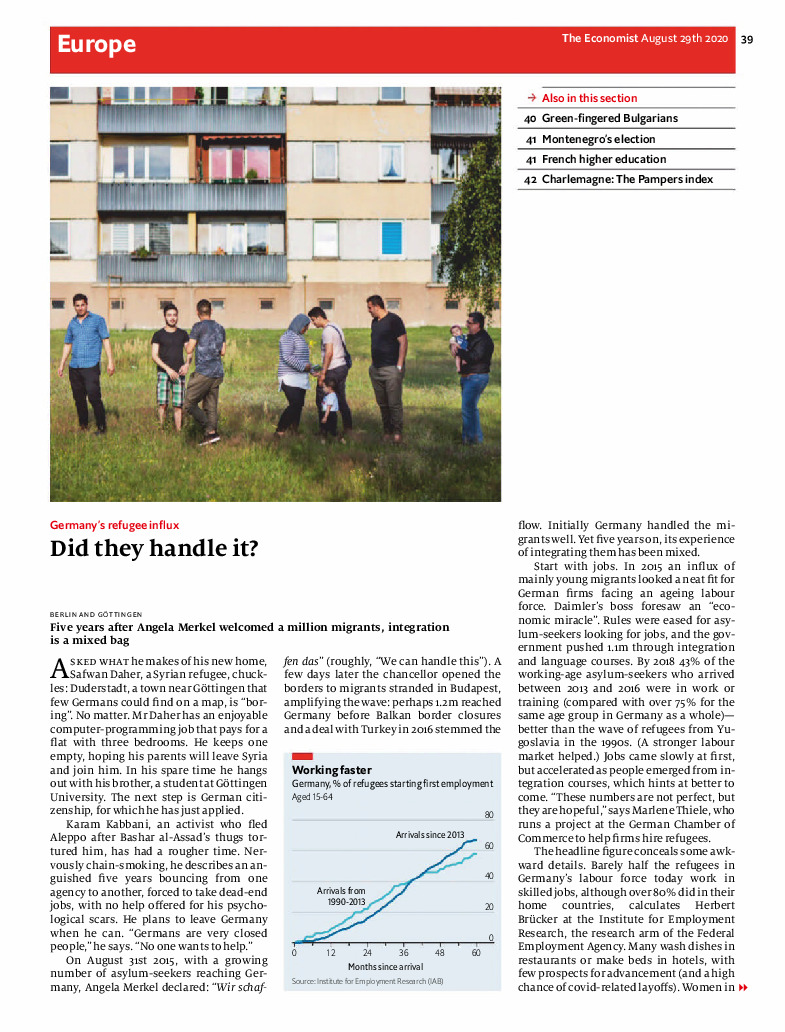 Europe
The Economist August 29th 2020 39
→ Also in this section
40 Green-fingered Bulgarians
41 Montenegro's election
41 French higher education
42 Charlemagne: The Pampers index
Germany's refugee influx
Did they handle it?
BERLIN AND GÖTTINGEN
Five years after Angela Merkel welcomed a million migrants, integration
is a mixed bag
Asked what he makes of his new home,
Safwan Daher, a Syrian refugee, chuck-
les: Duderstadt, a town near Göttingen that
few Germans could find on a map, is “bor-
ing”. No matter. Mr Daher has an enjoyable
computer-programming job that pays for a
flat with three bedrooms. He keeps one
empty, hoping his parents will leave Syria
and join him. In his spare time he hangs
out with his brother, a student at Göttingen
University. The next step is German citi-
zenship, for which he has just applied.
Karam Kabbani, an activist who fled
Aleppo after Bashar al-Assad's thugs tor-
tured him, has had a rougher time. Ner-
vously chain-smoking, he describes an an-
guished five years bouncing from one
agency to another, forced to take dead-end
jobs, with no help offered for his psycho-
logical scars. He plans to leave Germany
when he can. “Germans are very closed
people,” he says. “No one wants to help.”
On August 31st 2015, with a growing
number of asylum-seekers reaching Ger-
many, Angela Merkel declared: “Wir schaf-
fen das” (roughly, “We can handle this”). A
few days later the chancellor opened the
borders to migrants stranded in Budapest,
amplifying the wave: perhaps 1.2m reached
Germany before Balkan border closures
and a deal with Turkey in 2016 stemmed the
Working faster
Germany, % of refugees starting first employment
Aged 15-64
80
60
40
20
0
Arrivals since 2013
Arrivals from
1990-2013
0 12 24 36 48 60
Months since arrival
Source: Institute for Employment Research (IAB)
flow. Initially Germany handled the mi-
grants well. Yet five years on, its experience
of integrating them has been mixed.
Start with jobs. In 2015 an influx of
mainly young migrants looked a neat fit for
German firms facing an ageing labour
force. Daimler's boss foresaw an “eco-
nomic miracle”. Rules were eased for asy-
lum-seekers looking for jobs, and the gov-
ernment pushed 1.1m through integration
and language courses. By 2018 43% of the
working-age asylum-seekers who arrived
between 2013 and 2016 were in work or
training (compared with over 75% for the
same age group in Germany as a whole)—
better than the wave of refugees from Yu-
goslavia in the 1990s. (A stronger labour
market helped.) Jobs came slowly at first,
but accelerated as people emerged from in-
tegration courses, which hints at better to
come. “These numbers are not perfect, but
they are hopeful,” says Marlene Thiele, who
runs a project at the German Chamber of
Commerce to help firms hire refugees.
The headline figure conceals some awk-
ward details. Barely half the refugees in
Germany's labour force today work in
skilled jobs, although over 80% did in their
home countries, calculates Herbert
Brücker at the Institute for Employment
Research, the research arm of the Federal
Employment Agency. Many wash dishes in
restaurants or make beds in hotels, with
few prospects for advancement (and a high
chance of covid-related layoffs). Women in